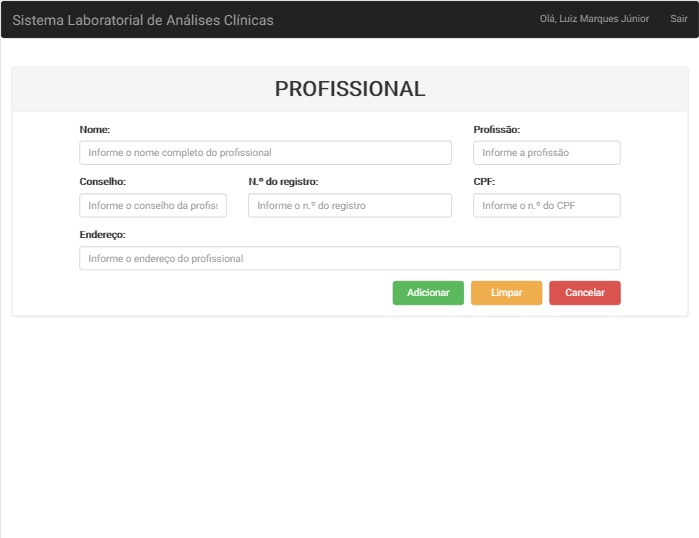 Sistema Laboratorial de Análises Clínicas
Olá, Luiz Marques Júnior Sair
PROFISSIONAL
Nome: Profissão:
Informe o nome completo do profissional Informe a profissão
Conselho: N.º do registro: CPF:
Informe o conselho da profis Informe o n.º do registro Informe o n.º do CPF
Endereço:
Informe o endereço do profissional
Adicionar Limpar Cancelar